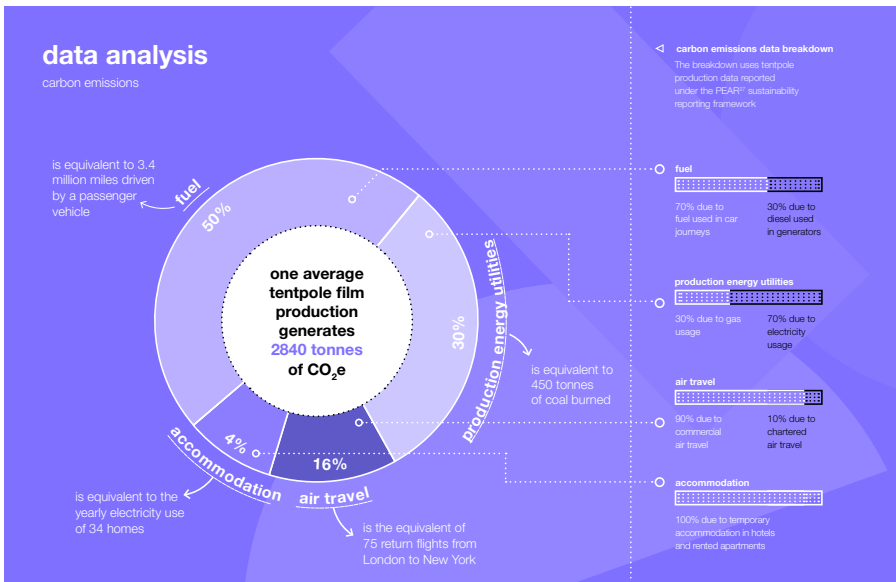 data analysis
carbon emissions
is equivalent to 3.4
million miles driven
by a passenger
vehicle
fuel
50%
one average
tentpole film
production
generates
2840 tonnes
of CO₂e
30%
production energy utilities
is equivalent to
450 tonnes
of coal burned
4%
accommodation
is equivalent to the
yearly electricity use
of 34 homes
16%
air travel
is the equivalent of
75 return flights from
London to New York
carbon emissions data breakdown
The breakdown uses tentpole
production data reported
under the PEAR²⁷ sustainability
reporting framework
fuel
70% due to
fuel used in car
journeys
30% due to
diesel used
in generators
production energy utilities
30% due to gas
usage
70% due to
electricity
usage
air travel
90% due to
commercial
air travel
10% due to
chartered
air travel
accommodation
100% due to temporary
accommodation in hotels
and rented apartments